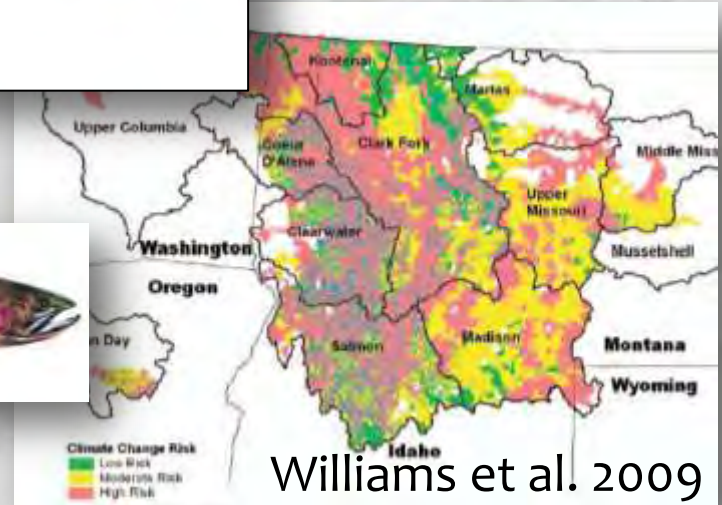 Kootenai
Marias
Upper Columbia
Coeur
D'Alene
Clark Fork
Middle Miss
Upper
Missouri
Clearwater
Musselshell
Washington
Oregon
n Day
Salmon
Madison
Montana
Wyoming
Climate Change Risk
Low Risk
Moderate Risk
High Risk
Idaho
Williams et al. 2009